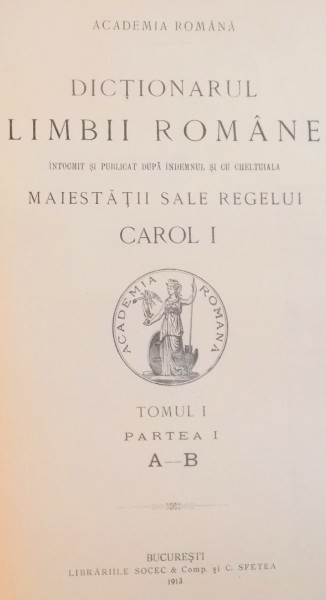 ACADEMIA ROMÂNĂ
DICȚIONARUL
LIMBII ROMÂNE
ÎNTOCMIT ȘI PUBLICAT DUPĂ ÎNDEMNUL ȘI CU CHELTUIALA
MAIESTĂȚII SALE REGELUI
CAROL I
ACADEMIA ROMANA
TOMUL I
PARTEA I
A—B
BUCUREȘTI
LIBRĂRIILE SOCEC & Comp. și C. SFETEA
1913